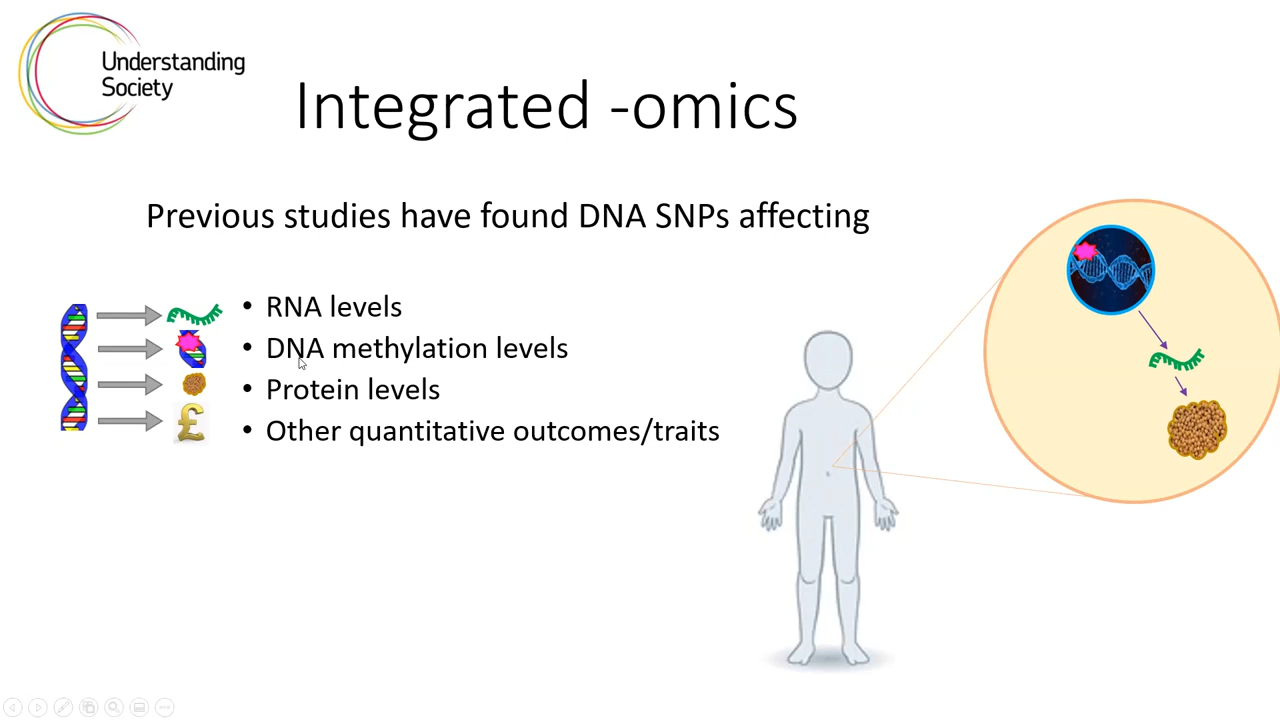 Understanding
Society
Integrated -omics
Previous studies have found DNA SNPs affecting
• RNA levels
• DNA methylation levels
• Protein levels
£
• Other quantitative outcomes/traits